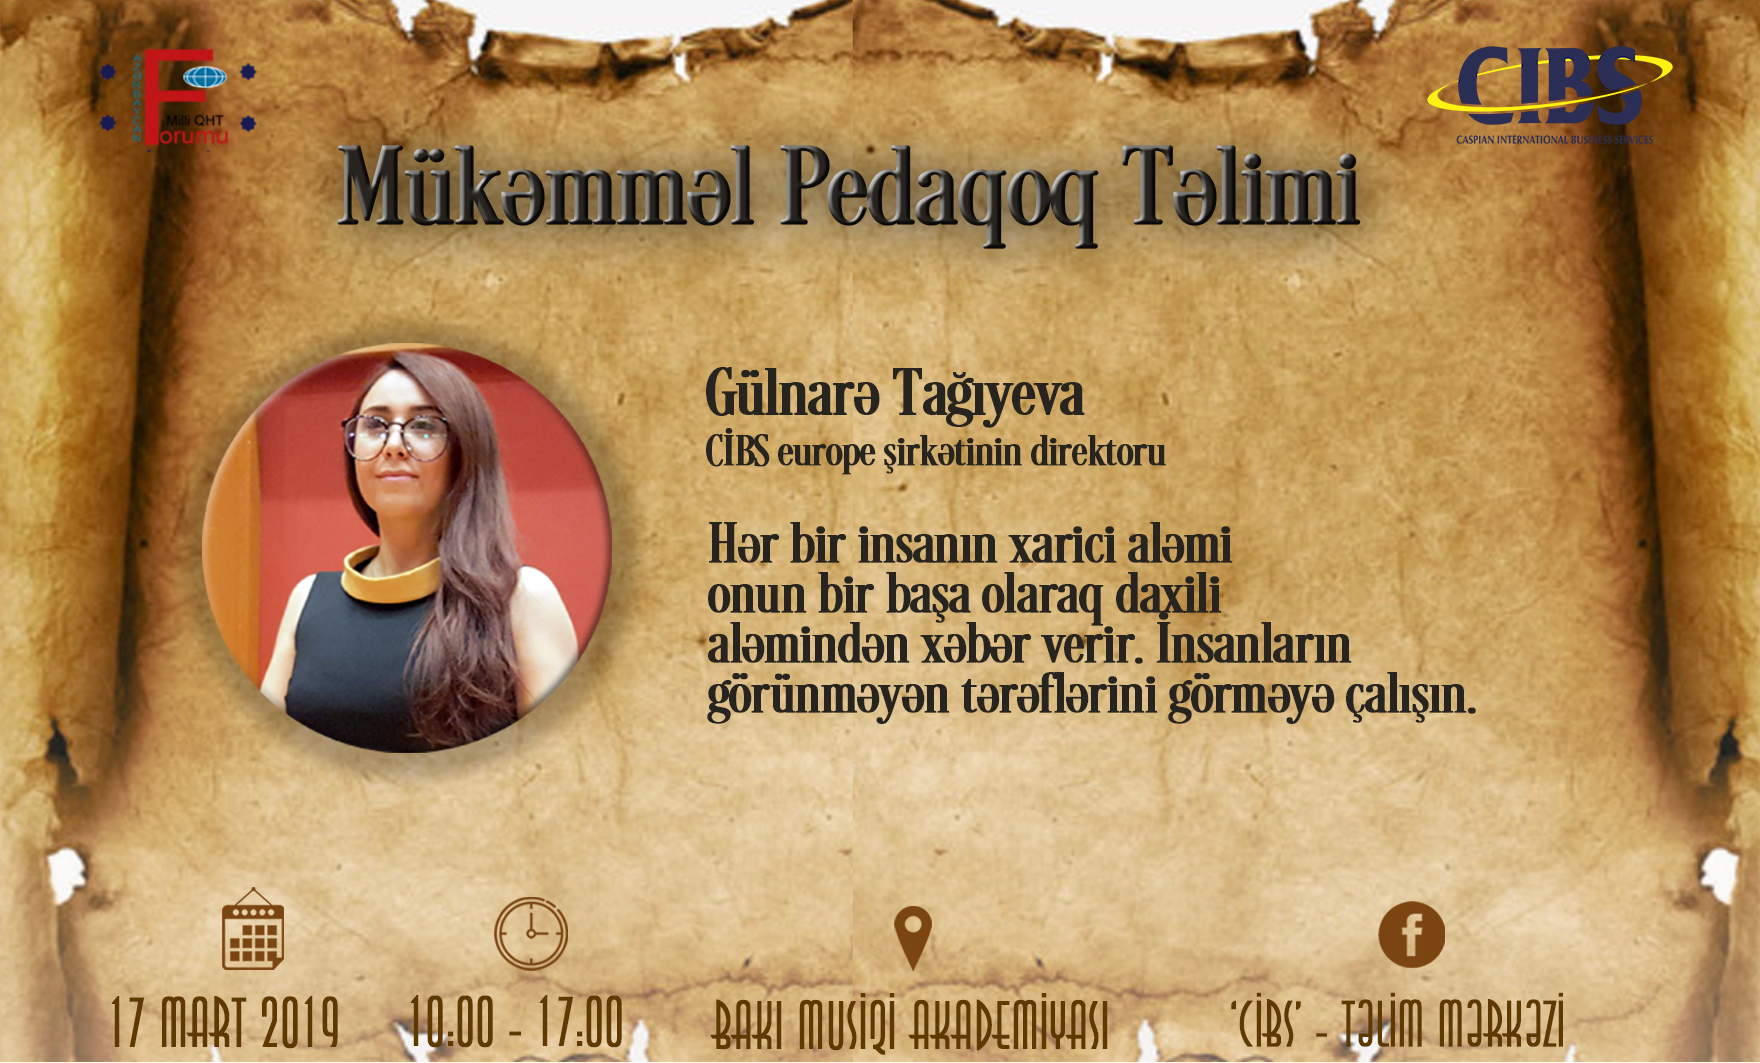 Milli QHT
Forumu
CIBS
CASPIAN INTERNATIONAL BUSINESS SERVICES
Mükəmməl Pedaqoq Təlimi
Gülnarə Tağıyeva
CİBS europe şirkətinin direktoru
Hər bir insanın xarici aləmi
onun bir başa olaraq daxili
aləmindən xəbər verir. İnsanların
görünməyən tərəflərini görməyə çalışın.
17 MART 2019
10:00 - 17:00
BAKI MUSİQİ AKADEMİYASI
"CİBS" - TƏLİM MƏRKƏZİ